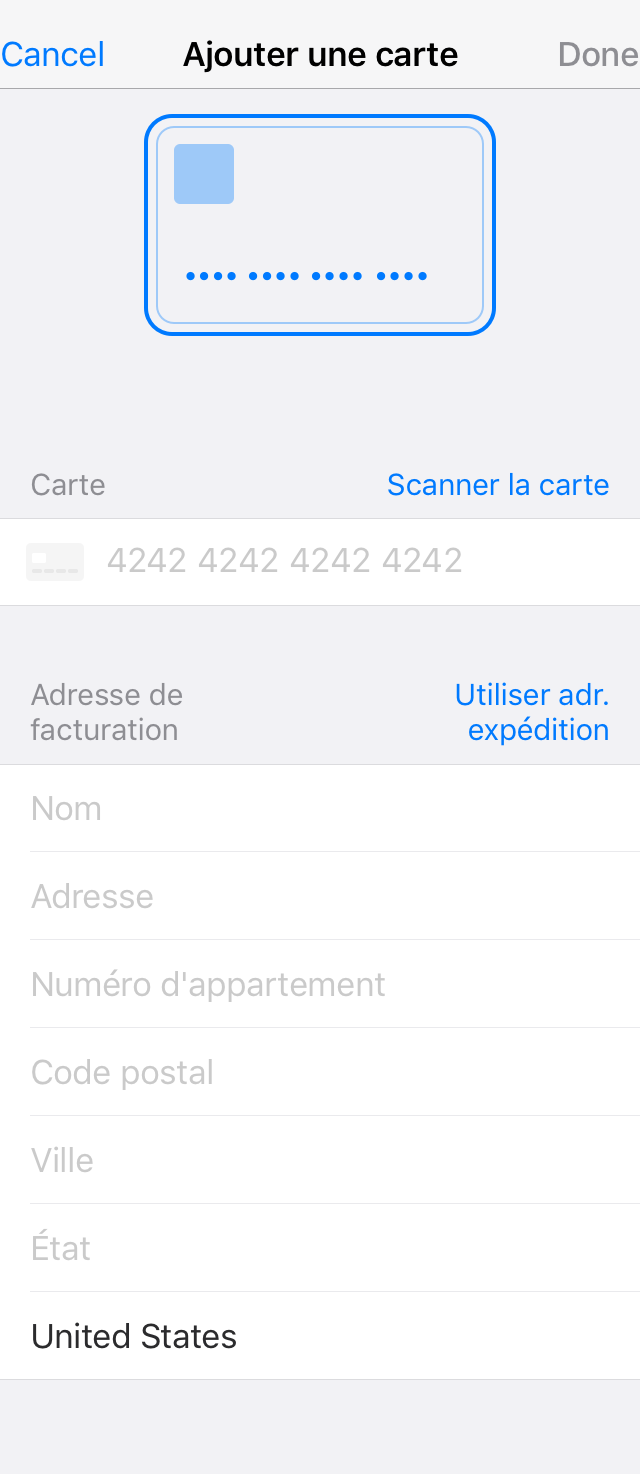 Cancel Ajouter une carte Done
•••• •••• •••• ••••
Carte Scanner la carte
4242 4242 4242 4242
Adresse de Utiliser adr.
facturation expédition
Nom
Adresse
Numéro d'appartement
Code postal
Ville
État
United States